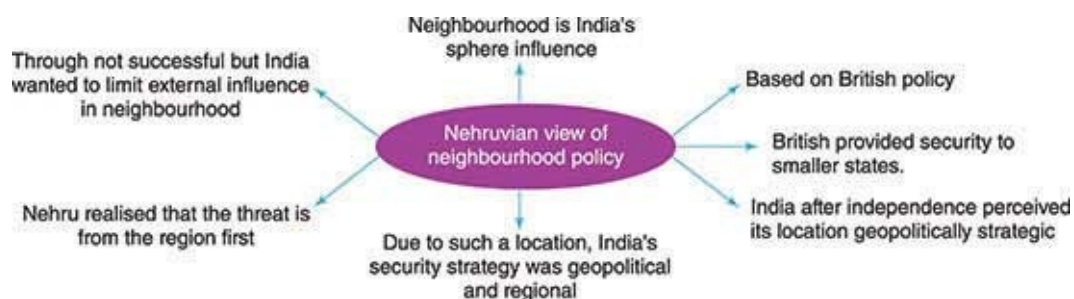 Neighbourhood is India's
sphere influence
Through not successful but India
wanted to limit external influence
in neighbourhood
Based on British policy
Nehruvian view of
neighbourhood policy
British provided security to
smaller states.
Nehru realised that the threat is
from the region first
India after independence perceived
its location geopolitically strategic
Due to such a location, India's
security strategy was geopolitical
and regional